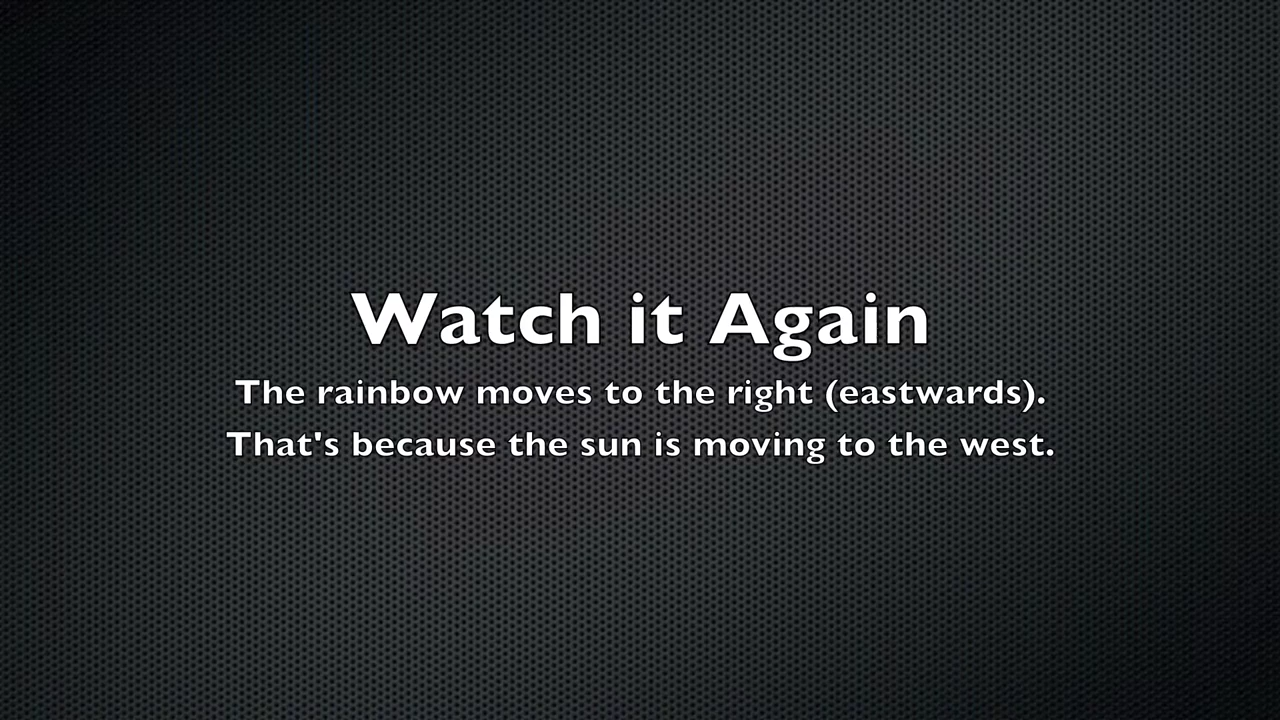 Watch it Again
The rainbow moves to the right (eastwards).
That's because the sun is moving to the west.